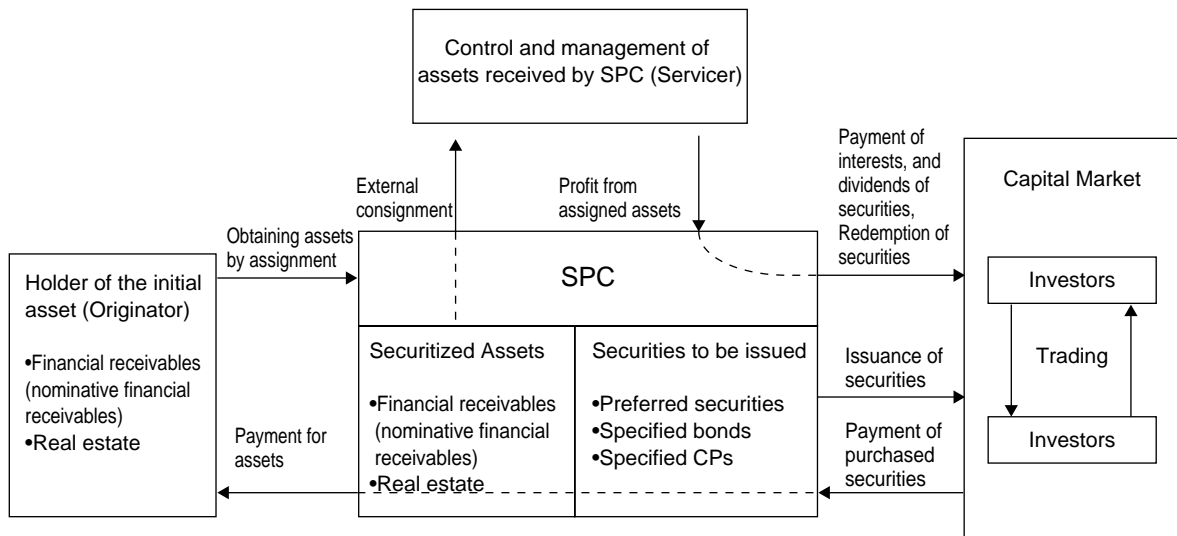 Control and management of
assets received by SPC (Servicer)
External
consignment
Profit from
assigned assets
Payment of
interests, and
dividends of
securities,
Redemption of
securities
Capital Market
Obtaining assets
by assignment
Holder of the initial
asset (Originator)
•Financial receivables
(nominative financial
receivables)
•Real estate
SPC
Securitized Assets
•Financial receivables
(nominative financial
receivables)
•Real estate
Securities to be issued
•Preferred securities
•Specified bonds
•Specified CPs
Payment for
assets
Issuance of
securities
Payment of
purchased
securities
Investors
Trading
Investors